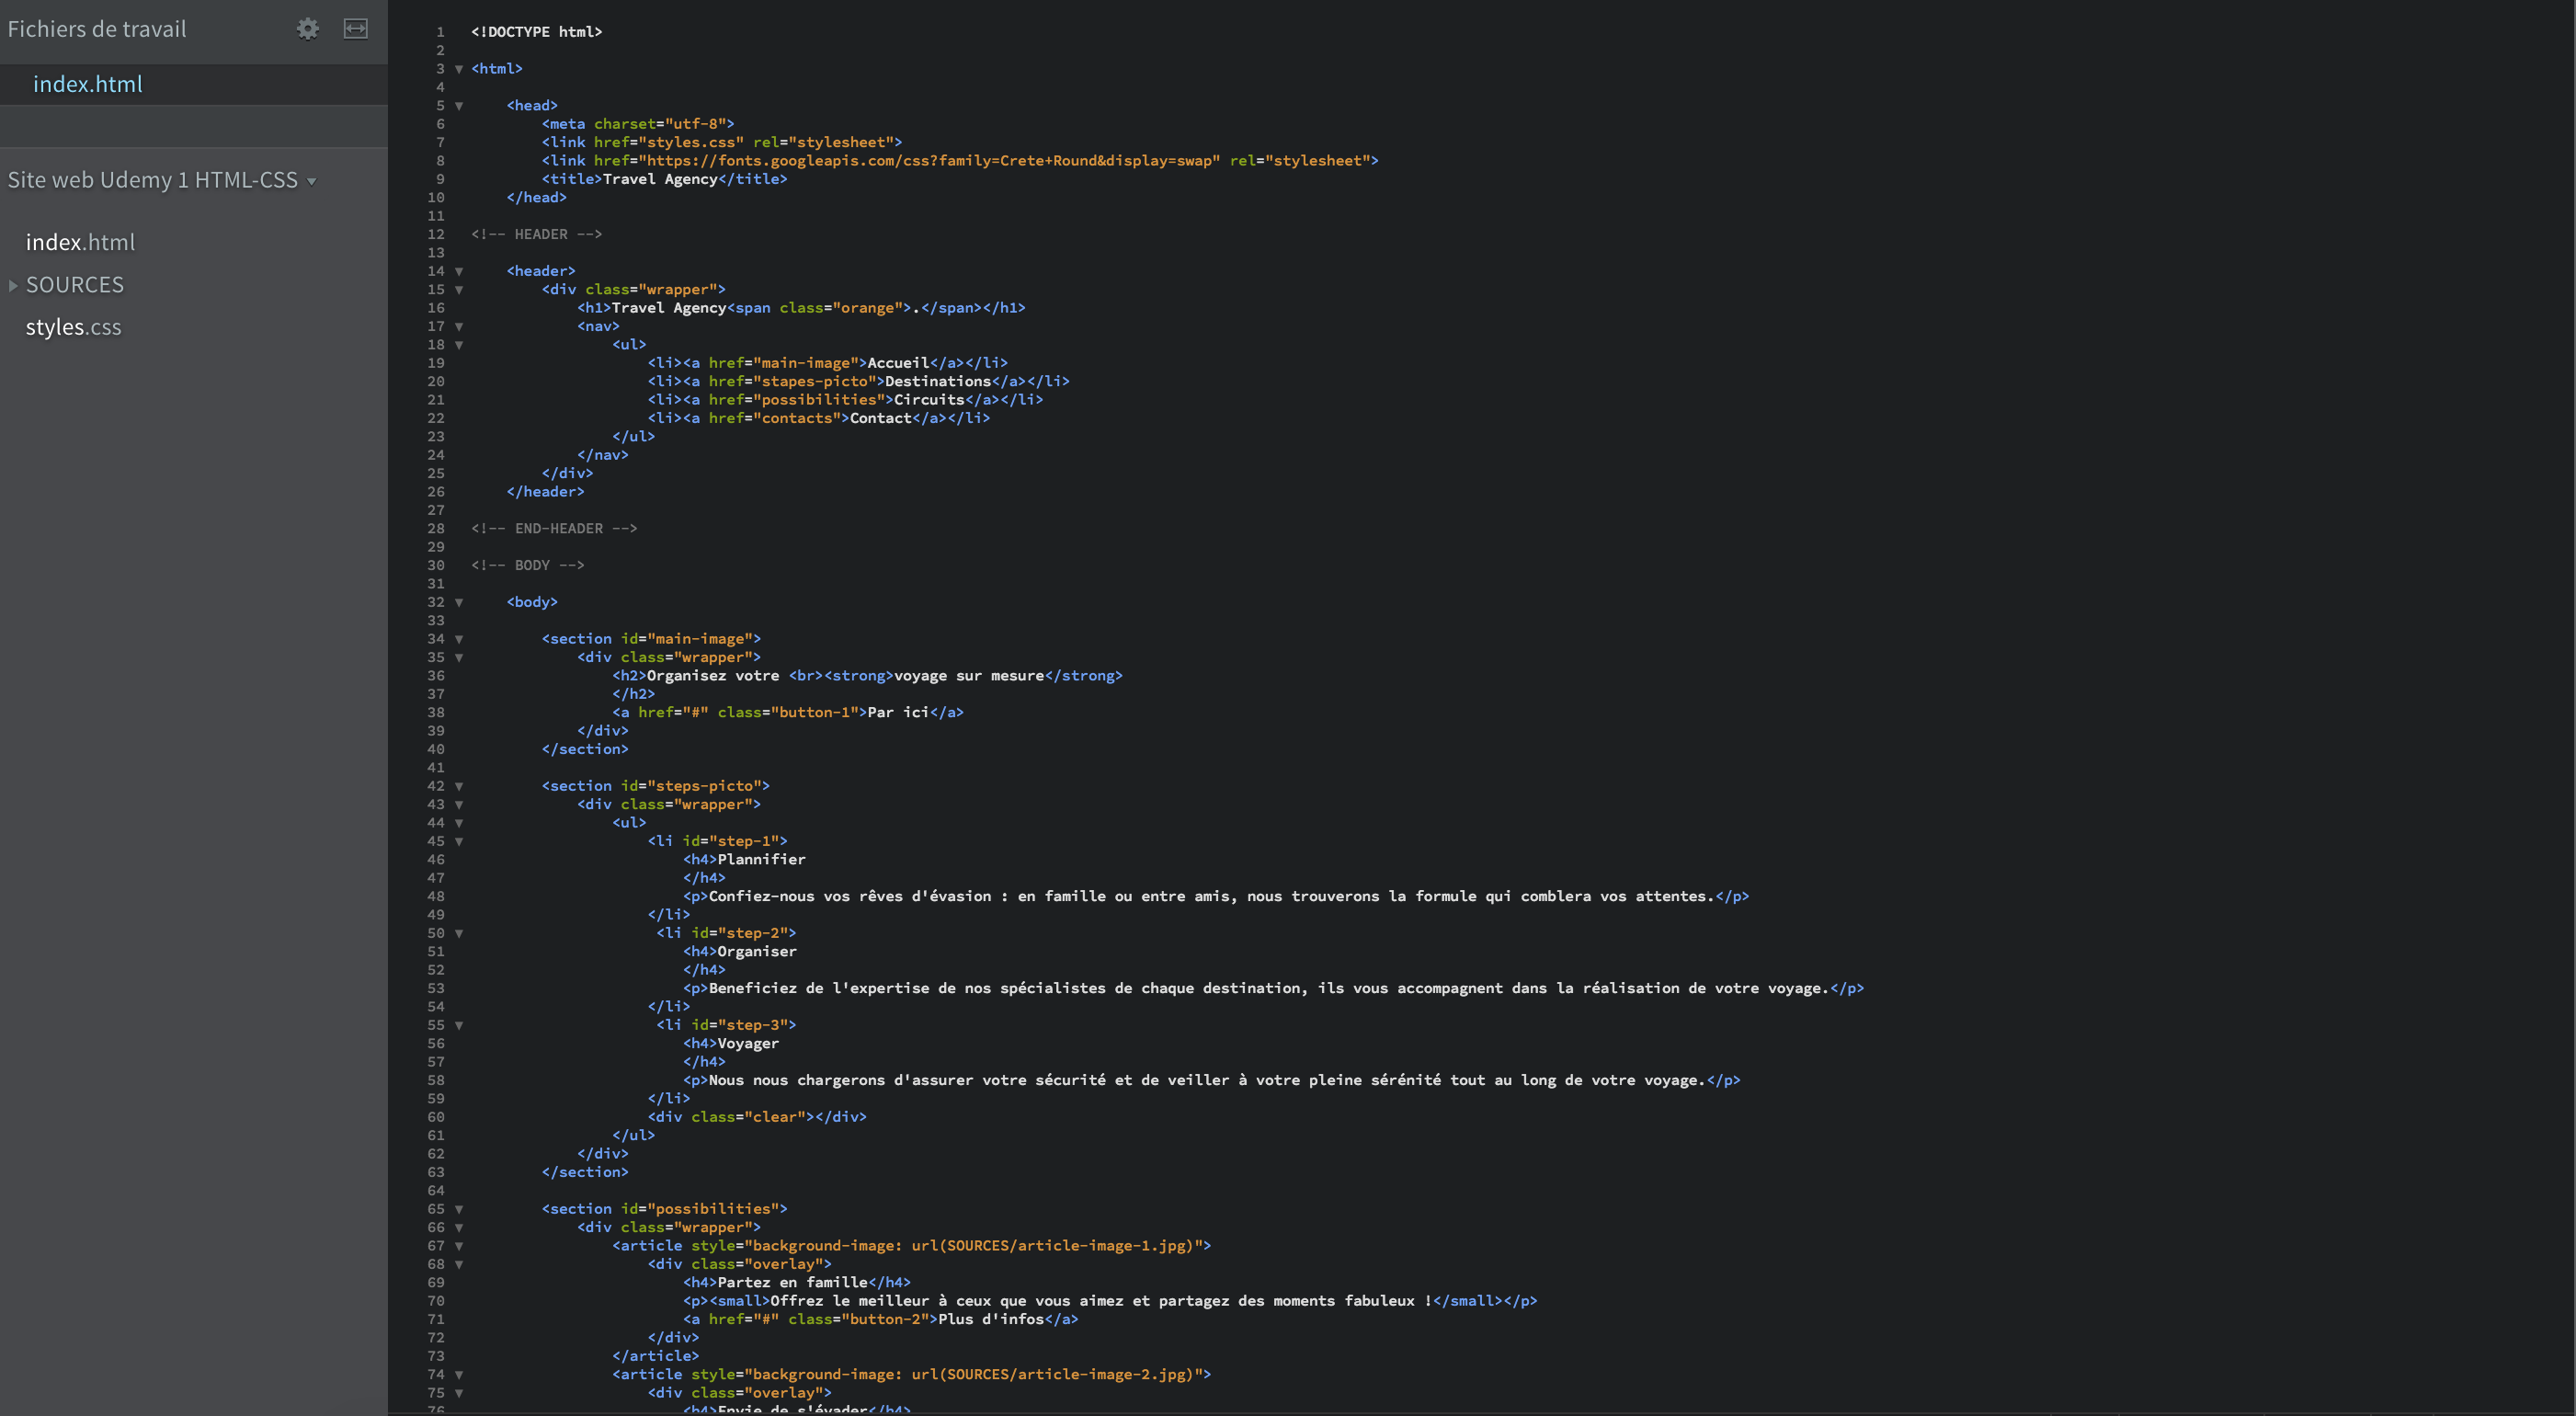 Fichiers de travail
index.html
Site web Udemy 1 HTML-CSS
index.html
SOURCES
styles.css
1 <!DOCTYPE html>
2
3 <html>
4
5 <head>
6 <meta charset="utf-8">
7 <link href="styles.css" rel="stylesheet">
8 <link href="https://fonts.googleapis.com/css?family=Crete+Round&display=swap" rel="stylesheet">
9 <title>Travel Agency</title>
10 </head>
11
12 <!-- HEADER -->
13
14 <header>
15 <div class="wrapper">
16 <h1>Travel Agency<span class="orange">.</span></h1>
17 <nav>
18 <ul>
19 <li><a href="main-image">Accueil</a></li>
20 <li><a href="stapes-picto">Destinations</a></li>
21 <li><a href="possibilities">Circuits</a></li>
22 <li><a href="contacts">Contact</a></li>
23 </ul>
24 </nav>
25 </div>
26 </header>
27
28 <!-- END-HEADER -->
29
30 <!-- BODY -->
31
32 <body>
33
34 <section id="main-image">
35 <div class="wrapper">
36 <h2>Organisez votre <br><strong>voyage sur mesure</strong>
37 </h2>
38 <a href="#" class="button-1">Par ici</a>
39 </div>
40 </section>
41
42 <section id="steps-picto">
43 <div class="wrapper">
44 <ul>
45 <li id="step-1">
46 <h4>Plannifier
47 </h4>
48 <p>Confiez-nous vos rêves d'évasion : en famille ou entre amis, nous trouverons la formule qui comblera vos attentes.</p>
49 </li>
50 <li id="step-2">
51 <h4>Organiser
52 </h4>
53 <p>Beneficiez de l'expertise de nos spécialistes de chaque destination, ils vous accompagnent dans la réalisation de votre voyage.</p>
54 </li>
55 <li id="step-3">
56 <h4>Voyager
57 </h4>
58 <p>Nous nous chargerons d'assurer votre sécurité et de veiller à votre pleine sérénité tout au long de votre voyage.</p>
59 </li>
60 <div class="clear"></div>
61 </ul>
62 </div>
63 </section>
64
65 <section id="possibilities">
66 <div class="wrapper">
67 <article style="background-image: url(SOURCES/article-image-1.jpg)">
68 <div class="overlay">
69 <h4>Partez en famille</h4>
70 <p><small>Offrez le meilleur à ceux que vous aimez et partagez des moments fabuleux !</small></p>
71 <a href="#" class="button-2">Plus d'infos</a>
72 </div>
73 </article>
74 <article style="background-image: url(SOURCES/article-image-2.jpg)">
75 <div class="overlay">
76 <h4>Envie de s'évader</h4>